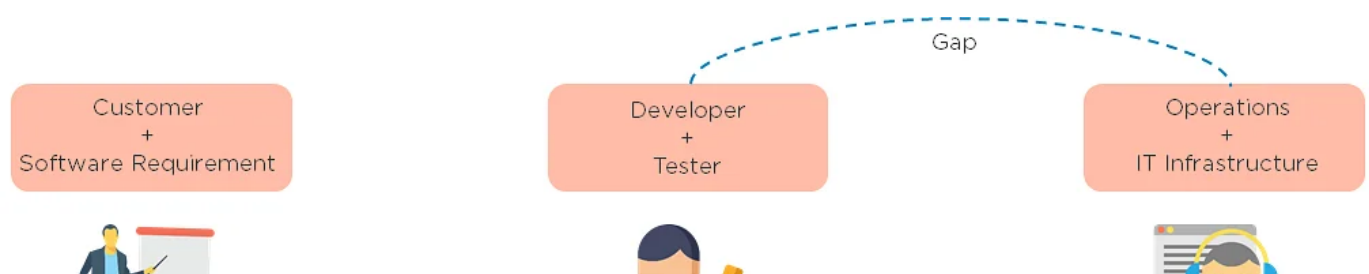 Gap
Customer
+
Software Requirement
Developer
+
Tester
Operations
+
IT Infrastructure